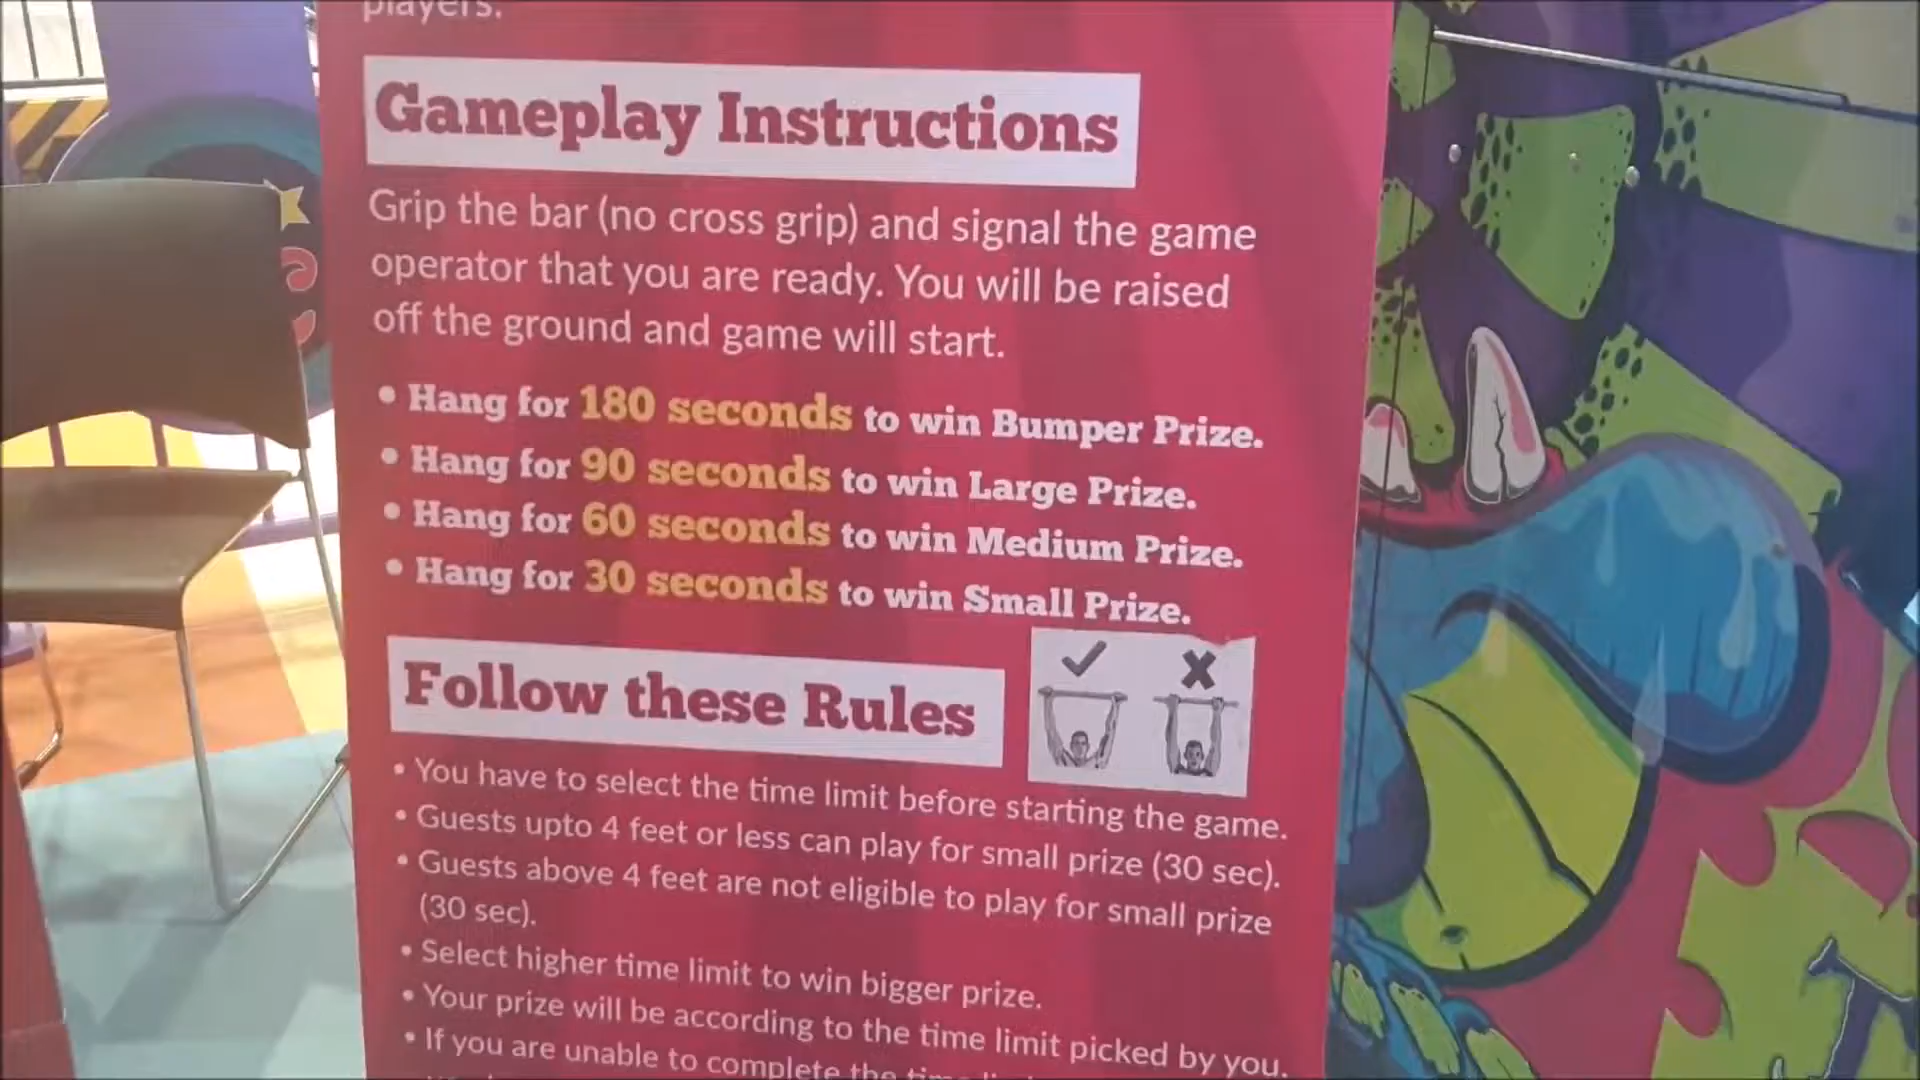 players.
Gameplay Instructions
Grip the bar (no cross grip) and signal the game
operator that you are ready. You will be raised
off the ground and game will start.
• Hang for 180 seconds to win Bumper Prize.
• Hang for 90 seconds to win Large Prize.
• Hang for 60 seconds to win Medium Prize.
• Hang for 30 seconds to win Small Prize.
Follow these Rules
• You have to select the time limit before starting the game.
• Guests upto 4 feet or less can play for small prize (30 sec).
• Guests above 4 feet are not eligible to play for small prize
(30 sec).
• Select higher time limit to win bigger prize.
• Your prize will be according to the time limit picked by you.
• If you are unable to complete the time